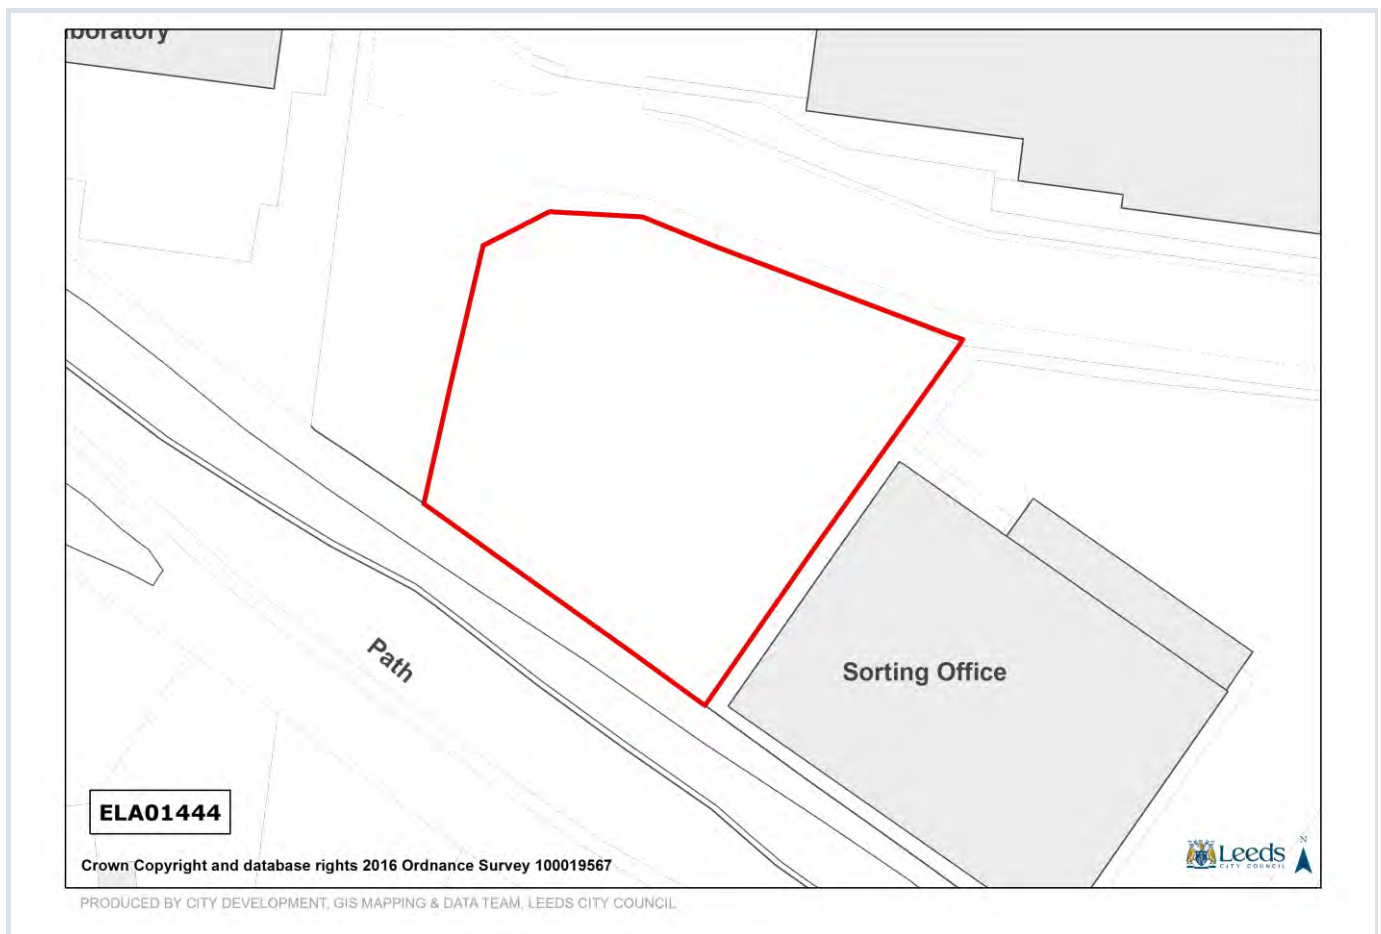 boratory
Path
Sorting Office
ELA01444
Crown Copyright and database rights 2016 Ordnance Survey 100019567
Leeds
CITY COUNCIL
N
PRODUCED BY CITY DEVELOPMENT, GIS MAPPING & DATA TEAM, LEEDS CITY COUNCIL